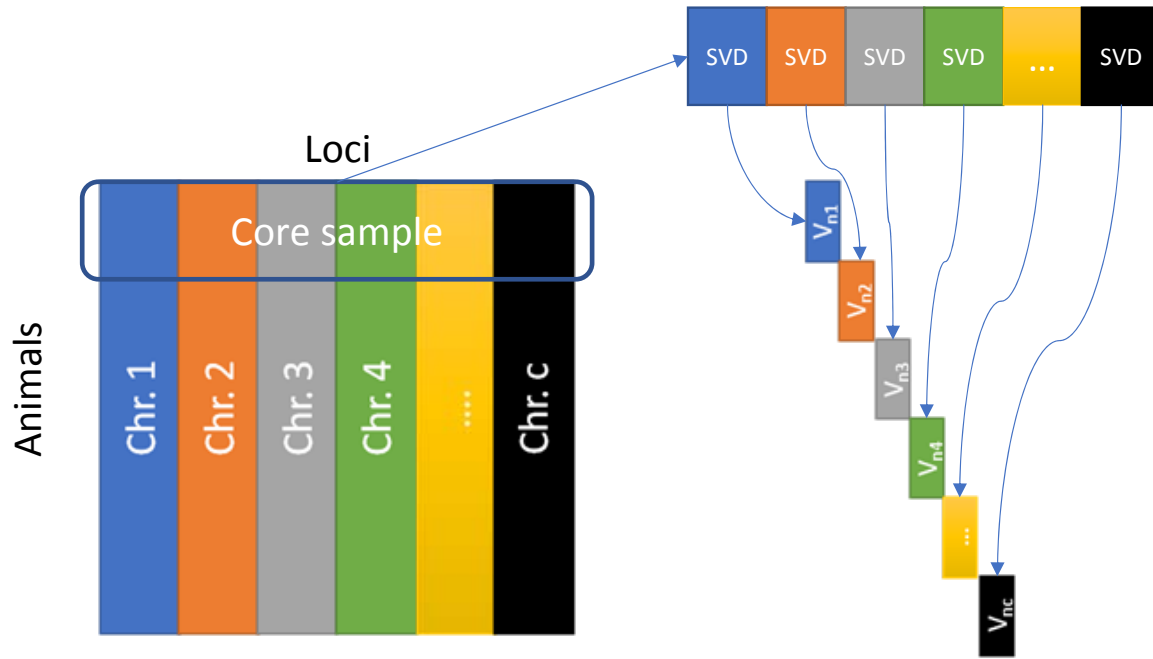 SVD
SVD
SVD
SVD
...
SVD
Loci
Core sample
Animals
Chr. 1
Chr. 2
Chr. 3
Chr. 4
....
Chr. c
Vn1
Vn2
Vn3
Vn4
...
Vnc